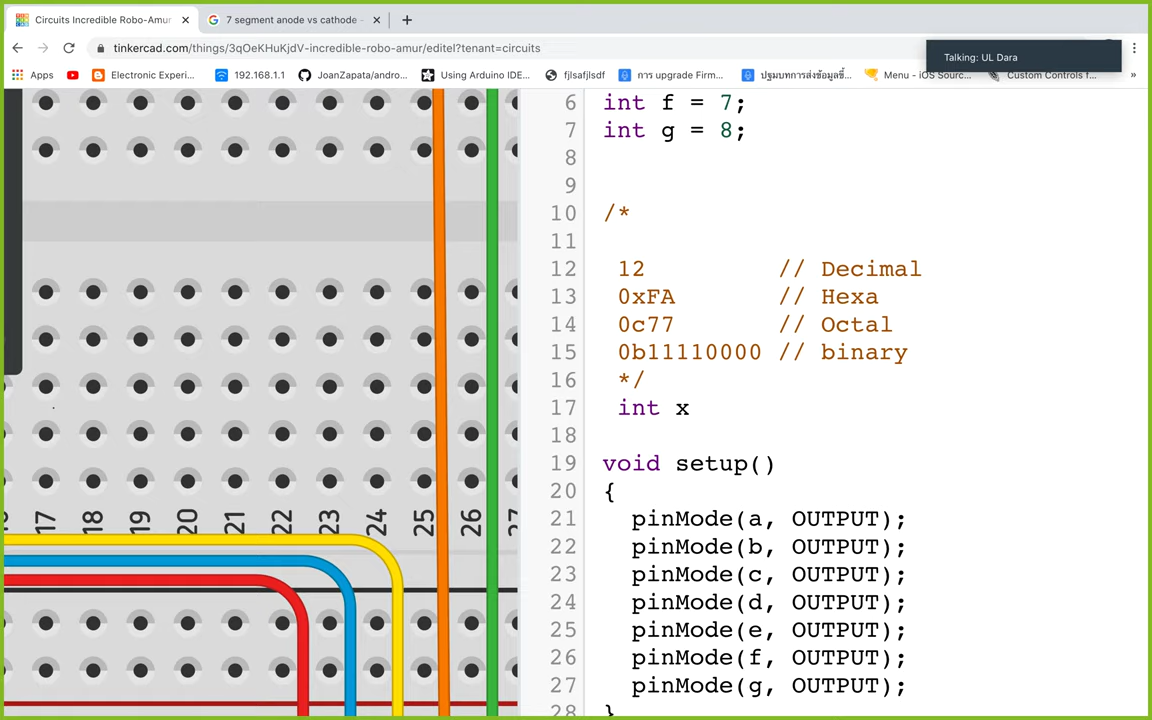 Circuits Incredible Robo-Amur
7 segment anode vs cathode -
tinkercad.com/things/3qOeKHuKjdV-incredible-robo-amur/editel?tenant=circuits
Talking: UL Dara
Apps
Electronic Experi...
192.168.1.1
JoanZapata/andro...
Using Arduino IDE...
fjlsafjlsdf
การ upgrade Firm...
ปฐมบทการส่งข้อมูลขึ้...
Menu - iOS Sourc...
Custom Controls f...
»
6 int f = 7;
7 int g = 8;
8
9
10 /*
11
12 12 // Decimal
13 0xFA // Hexa
14 0c77 // Octal
15 0b11110000 // binary
16 */
17 int x
18
19 void setup()
20 {
21 pinMode(a, OUTPUT);
22 pinMode(b, OUTPUT);
23 pinMode(c, OUTPUT);
24 pinMode(d, OUTPUT);
25 pinMode(e, OUTPUT);
26 pinMode(f, OUTPUT);
27 pinMode(g, OUTPUT);
28 }
17 18 19 20 21 22 23 24 25 26 27